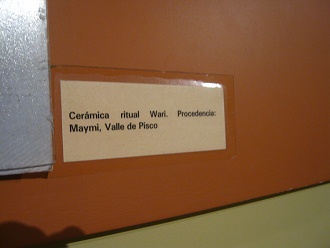 Cerámica ritual Wari. Procedencia:
Maymi, Valle de Pisco